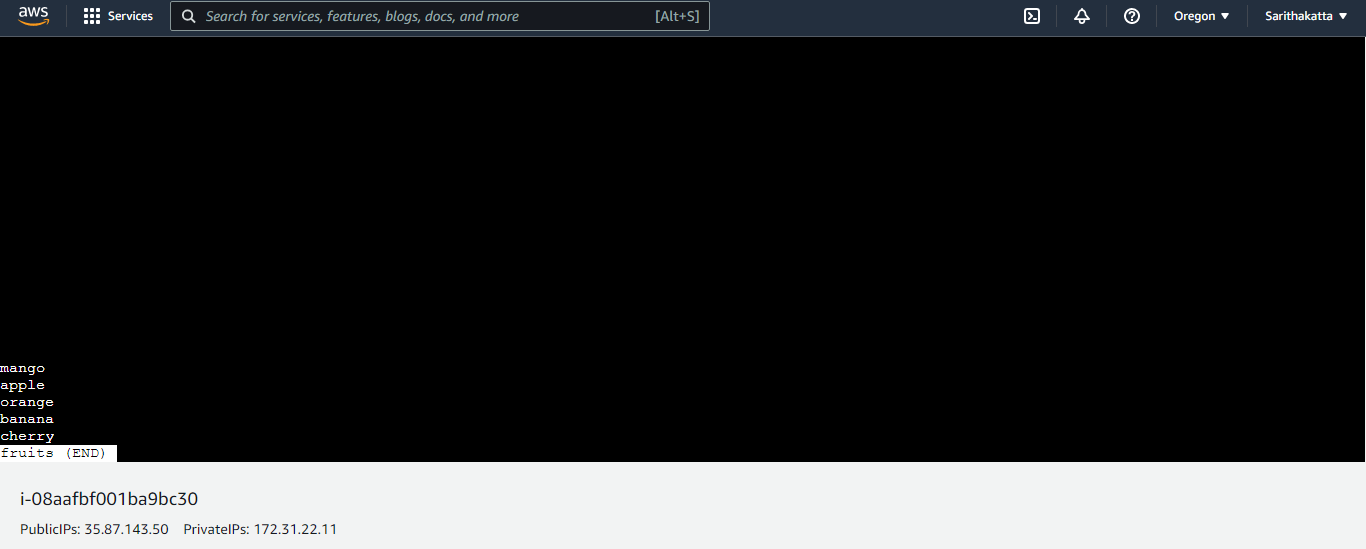 aws Services Search for services, features, blogs, docs, and more [Alt+S] Oregon Sarithakatta
mango
apple
orange
banana
cherry
fruits (END)
i-08aafbf001ba9bc30
PublicIPs: 35.87.143.50 PrivateIPs: 172.31.22.11